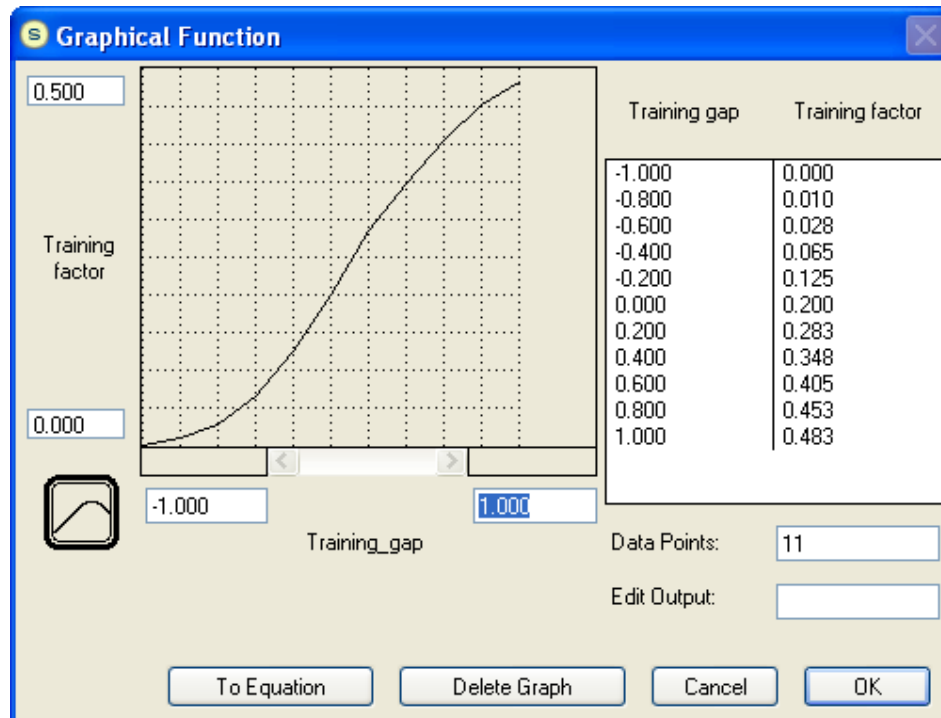 S Graphical Function
0.500
Training
factor
0.000
-1.000
1.000
Training_gap
Training gap Training factor
-1.000 0.000
-0.800 0.010
-0.600 0.028
-0.400 0.065
-0.200 0.125
0.000 0.200
0.200 0.283
0.400 0.348
0.600 0.405
0.800 0.453
1.000 0.483
Data Points: 11
Edit Output:
To Equation Delete Graph Cancel OK